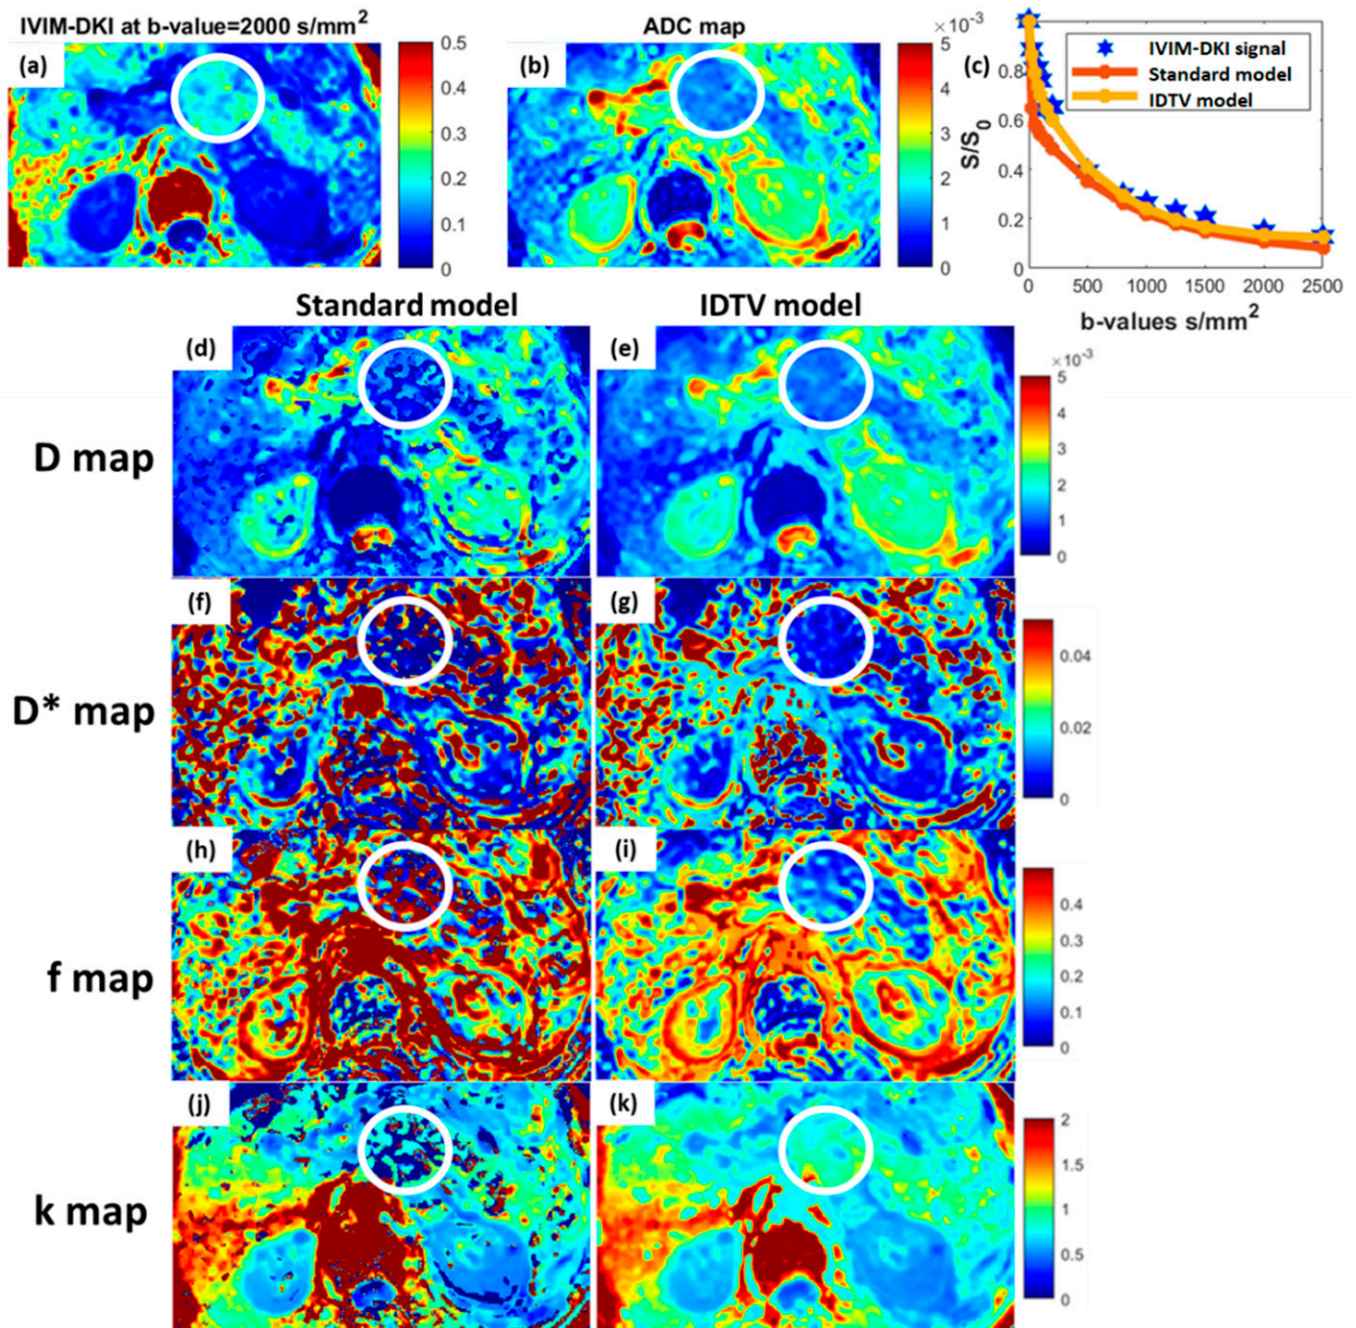 IVIM-DKI at b-value=2000 s/mm²
ADC map
(a)
0.5
0.4
0.3
0.2
0.1
0
(b)
×10⁻³
5
4
3
2
1
0
(c)
IVIM-DKI signal
Standard model
IDTV model
S/S₀
0.8
0.6
0.4
0.2
0
0 500 1000 1500 2000 2500
b-values s/mm²
Standard model
IDTV model
D map
(d)
(e)
×10⁻³
5
4
3
2
1
0
D* map
(f)
(g)
0.04
0.02
0
f map
(h)
(i)
0.4
0.3
0.2
0.1
0
k map
(j)
(k)
2
1.5
1
0.5
0